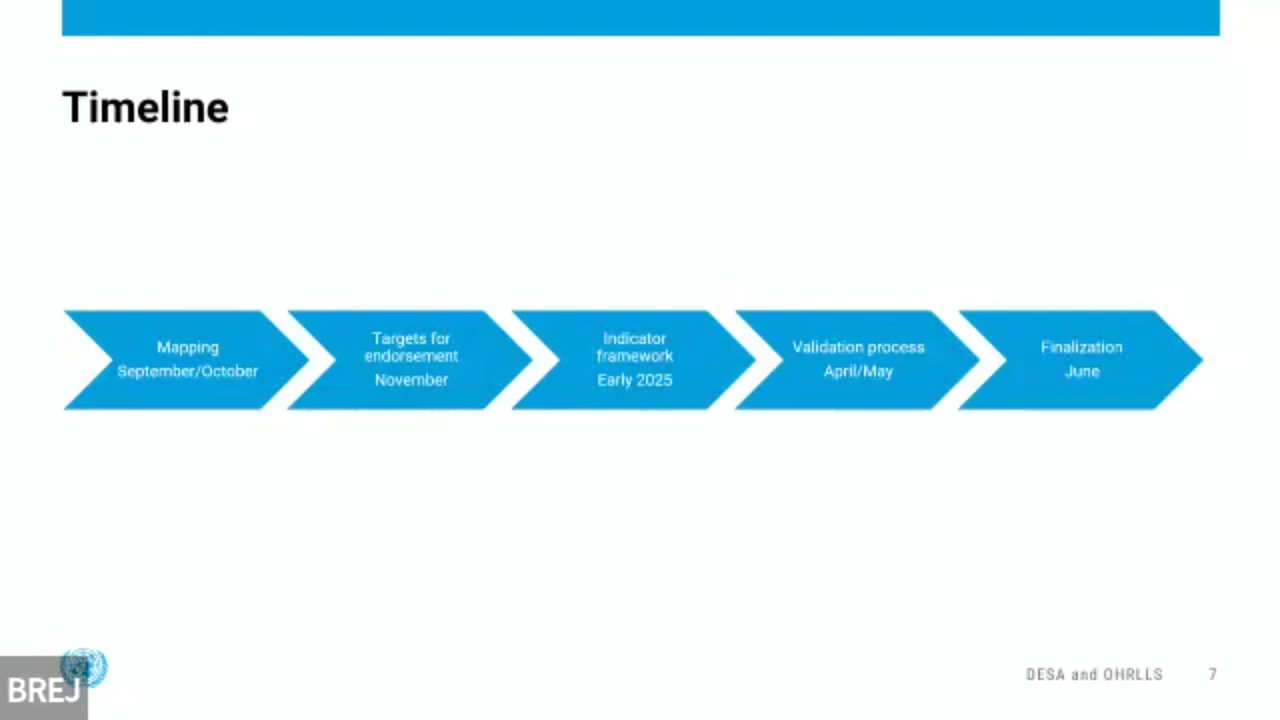 Timeline
Mapping
September/October
Targets for
endorsement
November
Indicator
framework
Early 2025
Validation process
April/May
Finalization
June
DESA and OHRLLS
7
BREJ